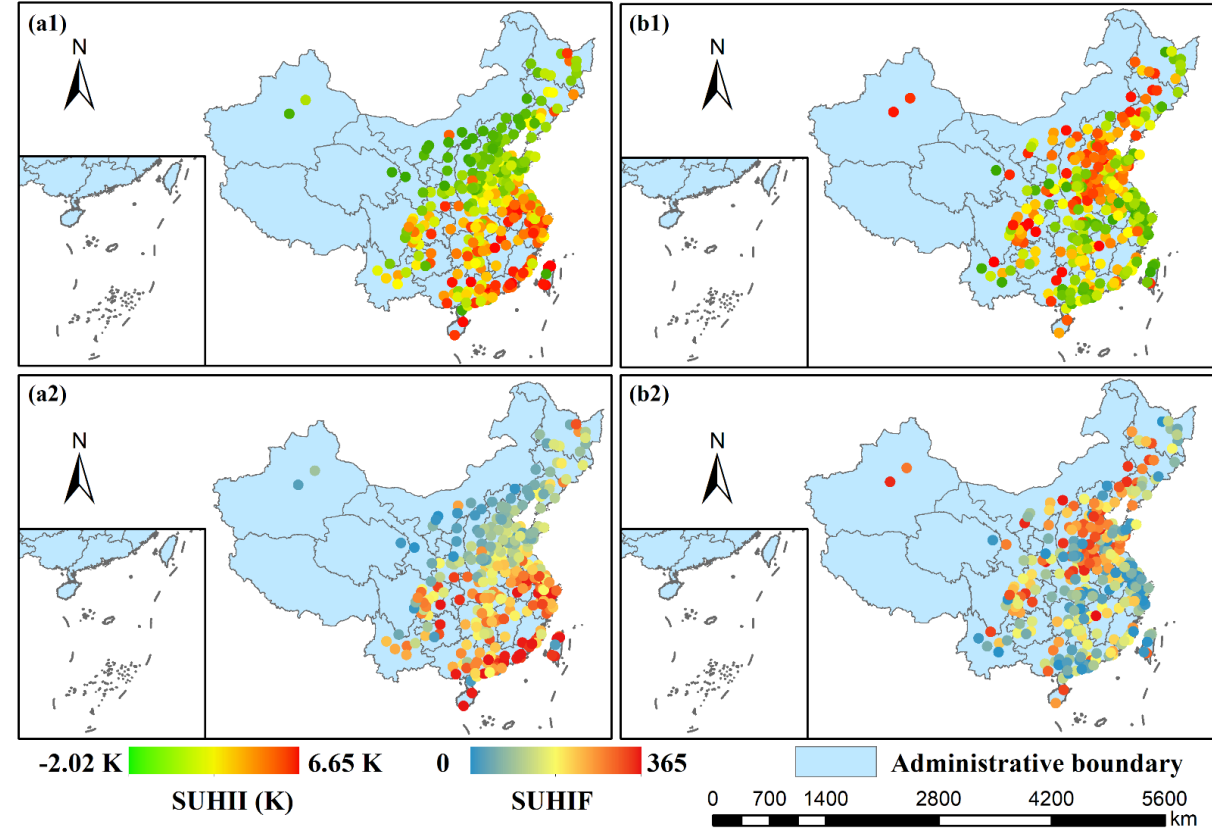 (a1)
N
(b1)
N
(a2)
N
(b2)
N
-2.02 K
6.65 K
SUHII (K)
0
365
SUHIF
Administrative boundary
0 700 1400 2800 4200 5600
km